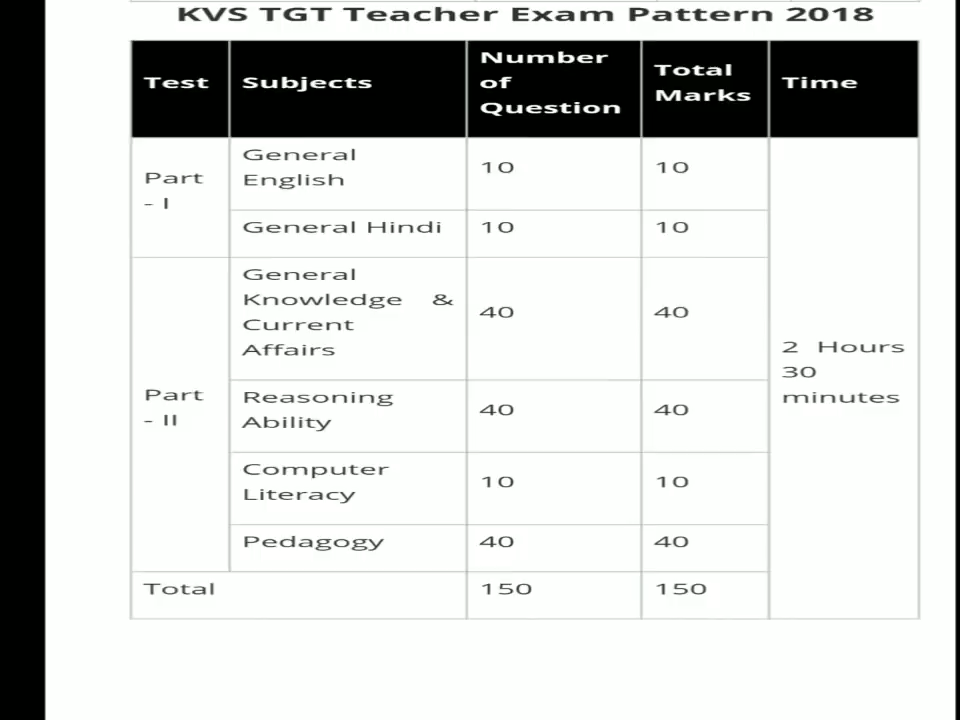 KVS TGT Teacher Exam Pattern 2018
Test Subjects Number of Question Total Marks Time
Part - I General English 10 10 2 Hours 30 minutes
General Hindi 10 10
Part - II General Knowledge & Current Affairs 40 40
Reasoning Ability 40 40
Computer Literacy 10 10
Pedagogy 40 40
Total 150 150